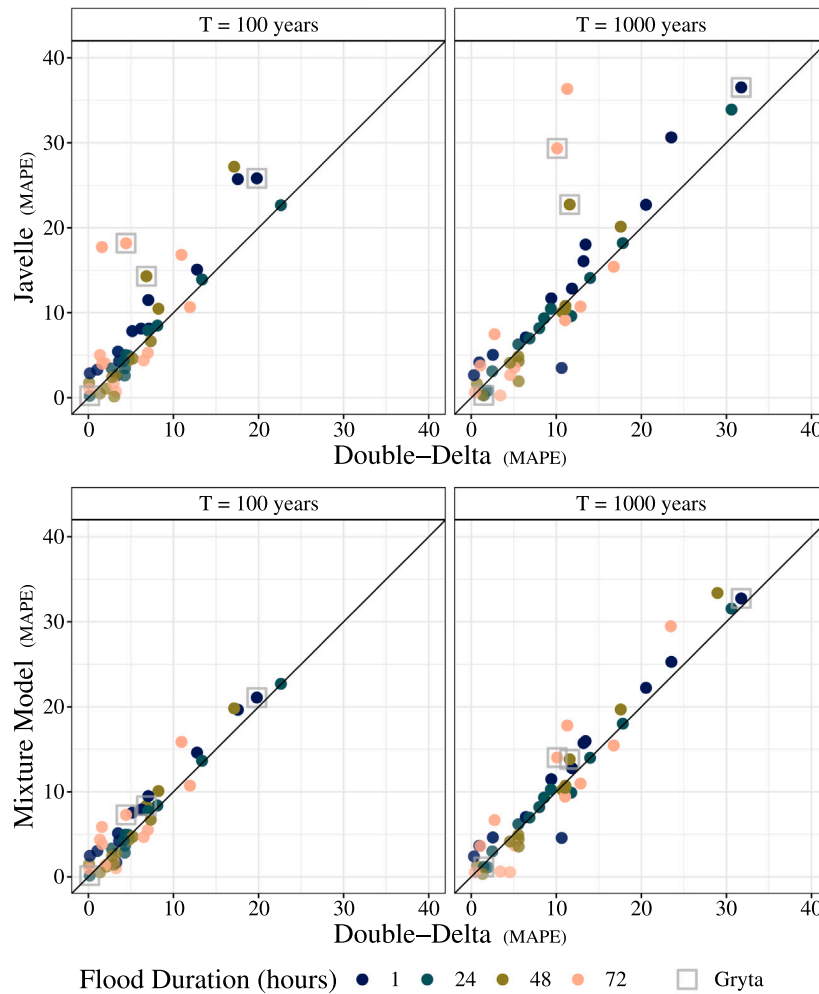 T = 100 years T = 1000 years
40
30
20
10
0
Javelle (MAPE)
0 10 20 30 40 0 10 20 30 40
Double−Delta (MAPE)
T = 100 years T = 1000 years
40
30
20
10
0
Mixture Model (MAPE)
0 10 20 30 40 0 10 20 30 40
Double−Delta (MAPE)
Flood Duration (hours) 1 24 48 72 Gryta